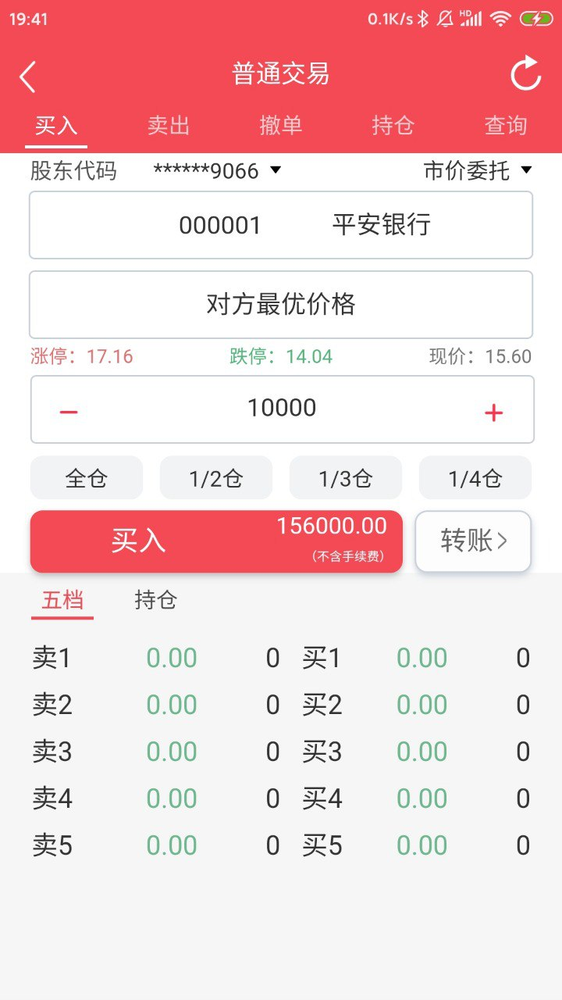 19:41 0.1K/s HD
普通交易
买入 卖出 撤单 持仓 查询
股东代码 ******9066 市价委托
000001 平安银行
对方最优价格
涨停：17.16 跌停：14.04 现价：15.60
10000
全仓 1/2仓 1/3仓 1/4仓
买入 156000.00 转账
（不含手续费）
五档 持仓
卖1 0.00 0 买1 0.00 0
卖2 0.00 0 买2 0.00 0
卖3 0.00 0 买3 0.00 0
卖4 0.00 0 买4 0.00 0
卖5 0.00 0 买5 0.00 0